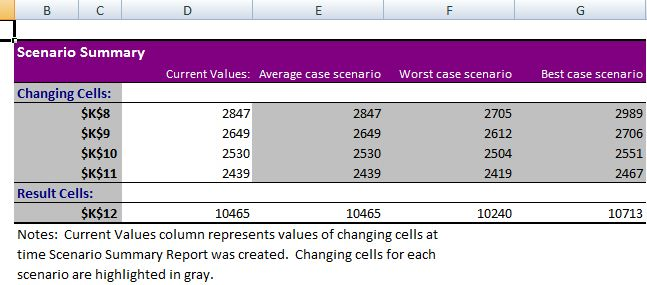 B C D E F G
Scenario Summary
Current Values: Average case scenario Worst case scenario Best case scenario
Changing Cells:
$K$8 2847 2847 2705 2989
$K$9 2649 2649 2612 2706
$K$10 2530 2530 2504 2551
$K$11 2439 2439 2419 2467
Result Cells:
$K$12 10465 10465 10240 10713
Notes: Current Values column represents values of changing cells at
time Scenario Summary Report was created. Changing cells for each
scenario are highlighted in gray.